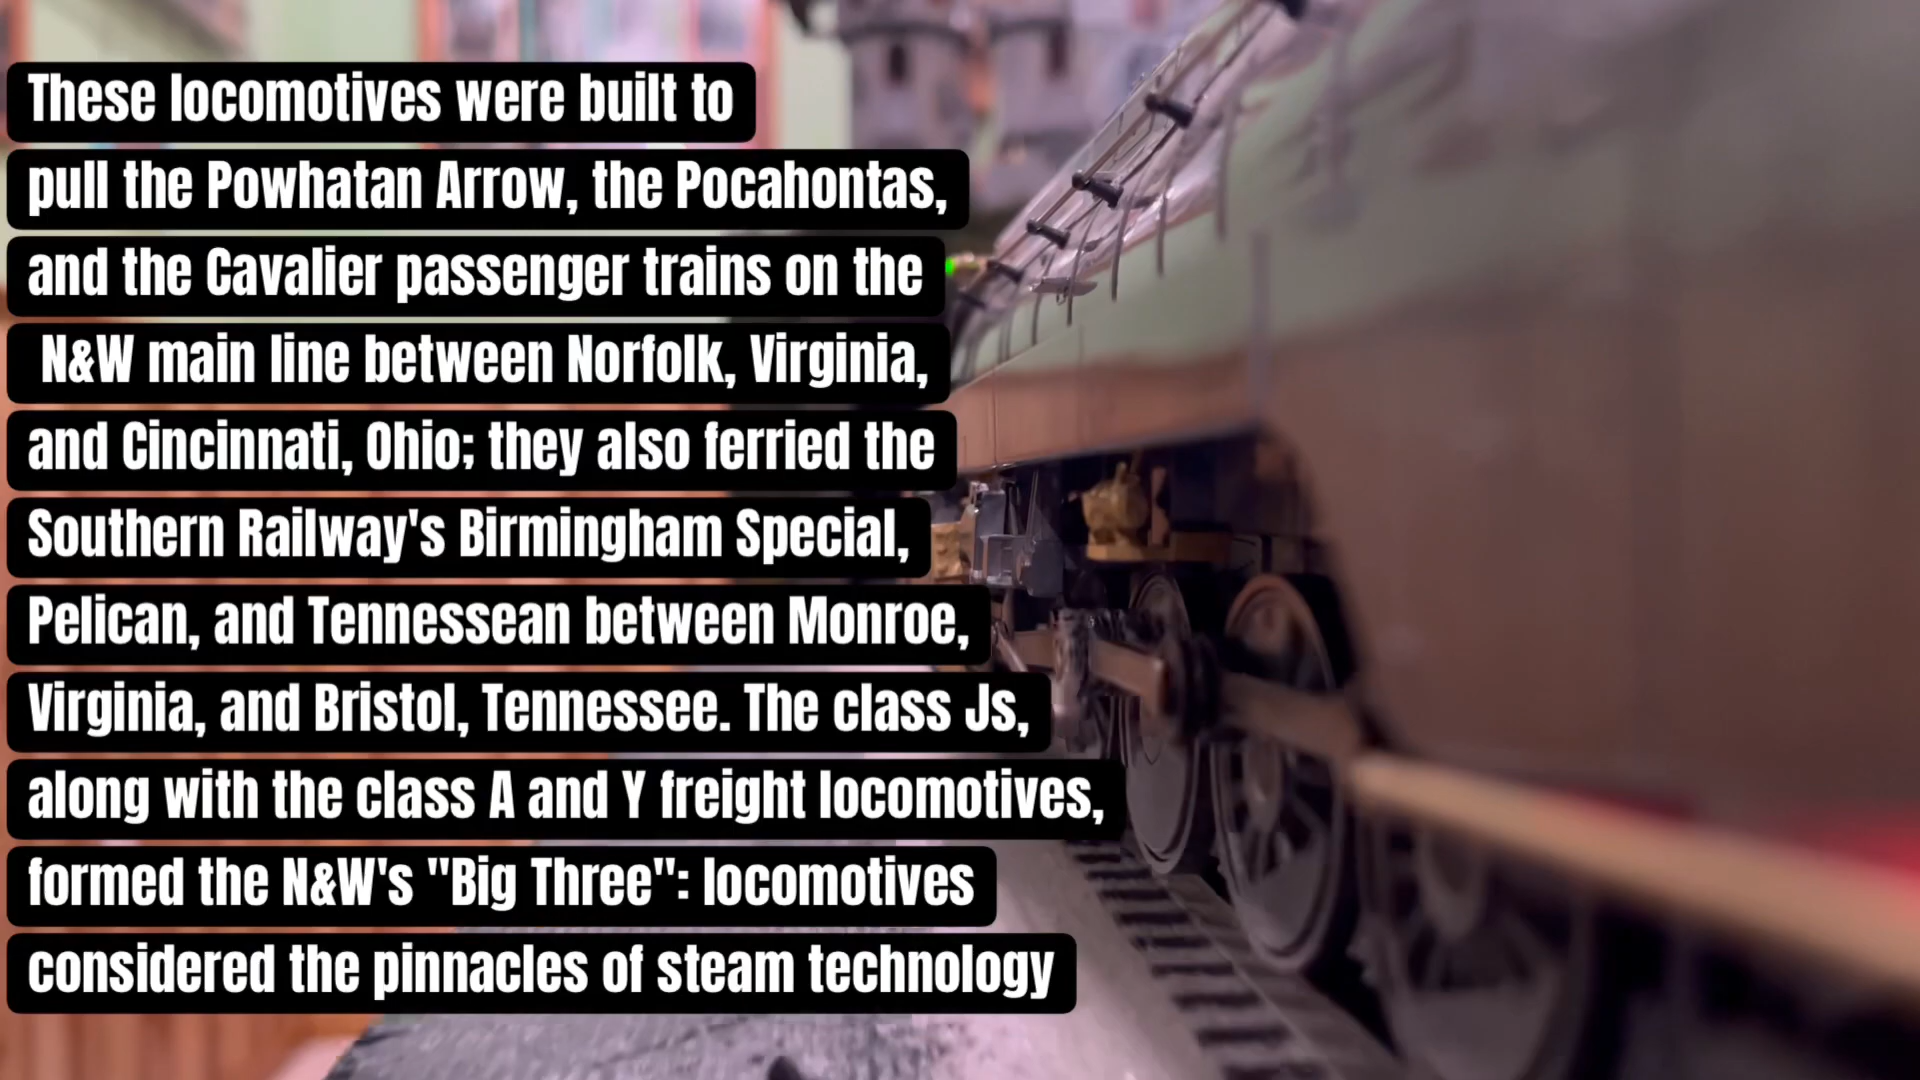 These locomotives were built to
pull the Powhatan Arrow, the Pocahontas,
and the Cavalier passenger trains on the
N&W main line between Norfolk, Virginia,
and Cincinnati, Ohio; they also ferried the
Southern Railway's Birmingham Special,
Pelican, and Tennessean between Monroe,
Virginia, and Bristol, Tennessee. The class Js,
along with the class A and Y freight locomotives,
formed the N&W's "Big Three": locomotives
considered the pinnacles of steam technology